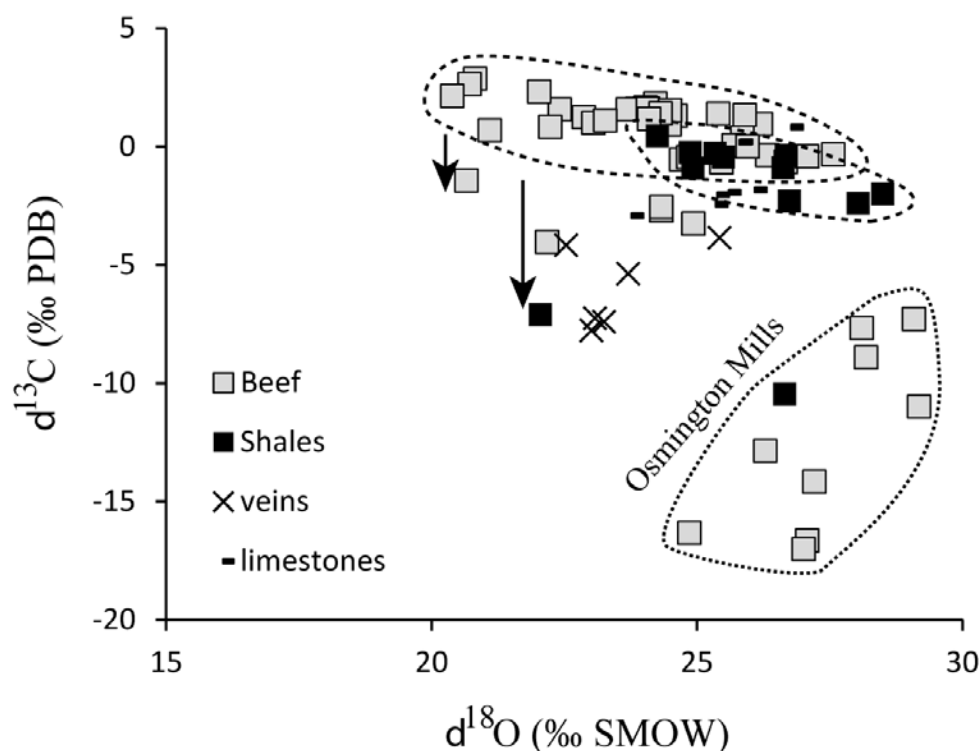 5
0
-5
-10
-15
-20
15
20
25
30
d¹³C (‰ PDB)
d¹⁸O (‰ SMOW)
Beef
Shales
veins
limestones
Osmington Mills